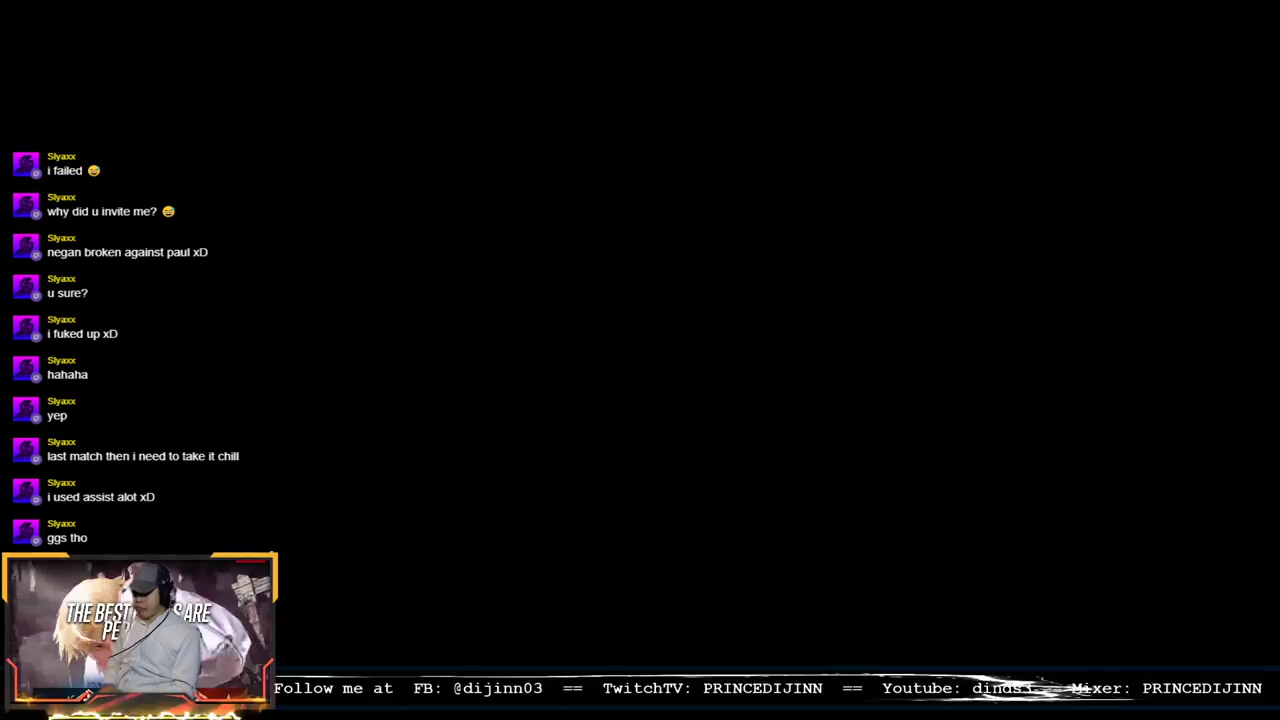 Slyaxx
i failed 😅
Slyaxx
why did u invite me? 😅
Slyaxx
negan broken against paul xD
Slyaxx
u sure?
Slyaxx
i fuked up xD
Slyaxx
hahaha
Slyaxx
yep
Slyaxx
last match then i need to take it chill
Slyaxx
i used assist alot xD
Slyaxx
ggs tho
THE BEST ARE
Follow me at FB: @dijinn03 == TwitchTV: PRINCEDIJINN == Youtube: dinds3 == Mixer: PRINCEDIJINN